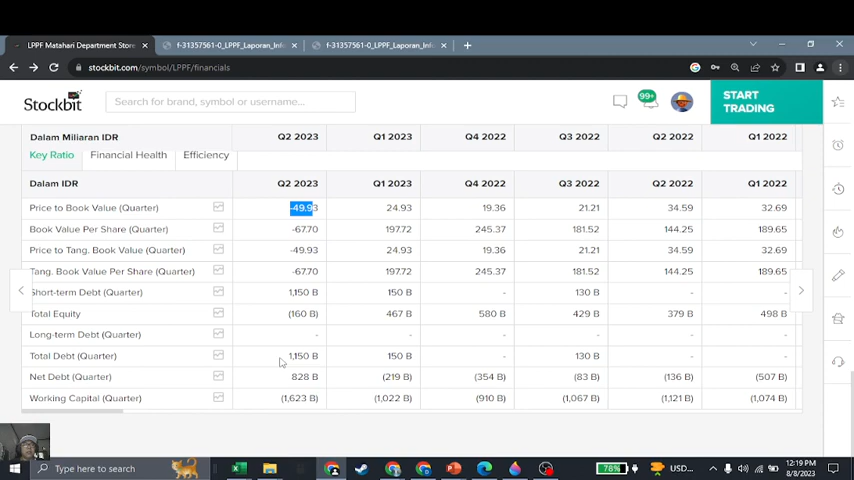 LPPF Matahari Department Store
f-31357561-0_LPPF_Laporan_Info
f-31357561-0_LPPF_Laporan_Inf
stockbit.com/symbol/LPPF/financials
Stockbit
Search for brand, symbol or username...
99+
START
TRADING
Dalam Miliaran IDR Q2 2023 Q1 2023 Q4 2022 Q3 2022 Q2 2022 Q1 2022
Key Ratio Financial Health Efficiency
Dalam IDR Q2 2023 Q1 2023 Q4 2022 Q3 2022 Q2 2022 Q1 2022
Price to Book Value (Quarter) -49.93 24.93 19.36 21.21 34.59 32.69
Book Value Per Share (Quarter) -67.70 197.72 245.37 181.52 144.25 189.65
Price to Tang. Book Value (Quarter) -49.93 24.93 19.36 21.21 34.59 32.69
Tang. Book Value Per Share (Quarter) -67.70 197.72 245.37 181.52 144.25 189.65
Short-term Debt (Quarter) 1,150 B 150 B - 130 B - -
Total Equity (160 B) 467 B 580 B 429 B 379 B 498 B
Long-term Debt (Quarter) - - - - - -
Total Debt (Quarter) 1,150 B 150 B - 130 B - -
Net Debt (Quarter) 828 B (219 B) (354 B) (83 B) (136 B) (507 B)
Working Capital (Quarter) (1,623 B) (1,022 B) (910 B) (1,067 B) (1,121 B) (1,074 B)
Type here to search
78%
USD...
12:19 PM
8/8/2023